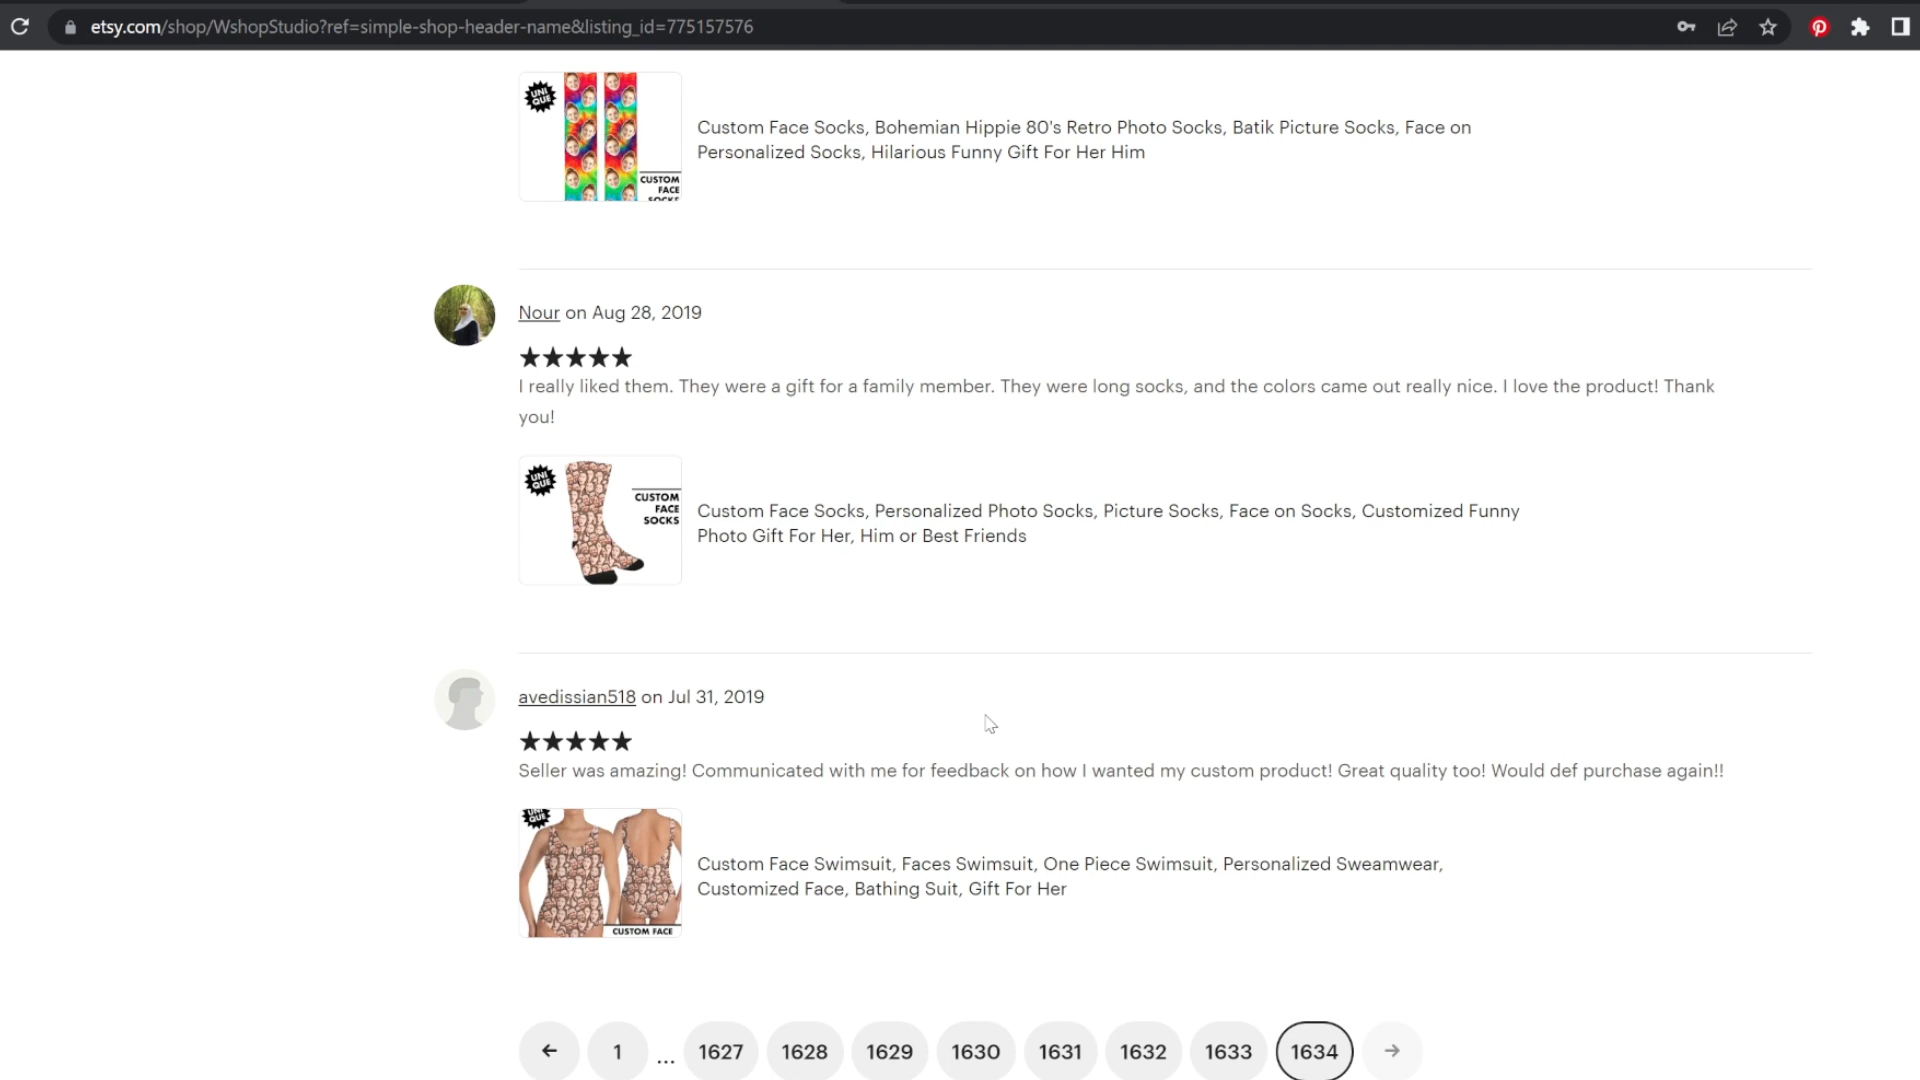 etsy.com/shop/WshopStudio?ref=simple-shop-header-name&listing_id=775157576
UNI
QUE
CUSTOM
FACE
SOCKS
Custom Face Socks, Bohemian Hippie 80's Retro Photo Socks, Batik Picture Socks, Face on
Personalized Socks, Hilarious Funny Gift For Her Him
Nour on Aug 28, 2019
I really liked them. They were a gift for a family member. They were long socks, and the colors came out really nice. I love the product! Thank
you!
UNI
QUE
CUSTOM
FACE
SOCKS
Custom Face Socks, Personalized Photo Socks, Picture Socks, Face on Socks, Customized Funny
Photo Gift For Her, Him or Best Friends
avedissian518 on Jul 31, 2019
Seller was amazing! Communicated with me for feedback on how I wanted my custom product! Great quality too! Would def purchase again!!
UNI
QUE
CUSTOM FACE
Custom Face Swimsuit, Faces Swimsuit, One Piece Swimsuit, Personalized Sweamwear,
Customized Face, Bathing Suit, Gift For Her
1 ... 1627 1628 1629 1630 1631 1632 1633 1634